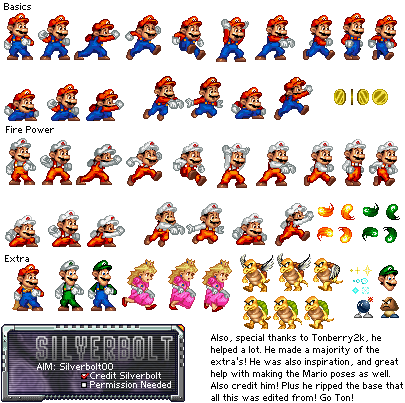 Basics
Fire Power
Extra
SILVERBOLT
AIM: Silverbolt00
Credit Silverbolt
Permission Needed
Also, special thanks to Tonberry2k, he
helped a lot. He made a majority of the
extra's! He was also inspiration, and great
help with making the Mario poses as well.
Also credit him! Plus he ripped the base that
all this was edited from! Go Ton!